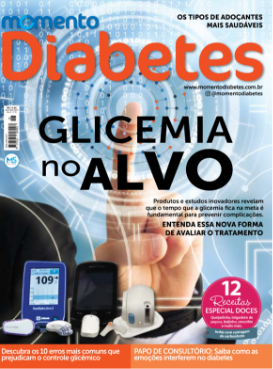 momento
Diabetes
OS TIPOS DE ADOÇANTES
MAIS SAUDÁVEIS
www.momentodiabetes.com.br
@momentodiabetes
GLICEMIA
no ALVO
Produtos e estudos inovadores revelam
que o tempo que a glicemia fica na meta é
fundamental para prevenir complicações.
ENTENDA ESSA NOVA FORMA
DE AVALIAR O TRATAMENTO
109
12
Receitas
ESPECIAL DOCES
Descubra os 10 erros mais comuns que
prejudicam o controle glicêmico
PAPO DE CONSULTÓRIO: Saiba como as
emoções interferem no diabetes